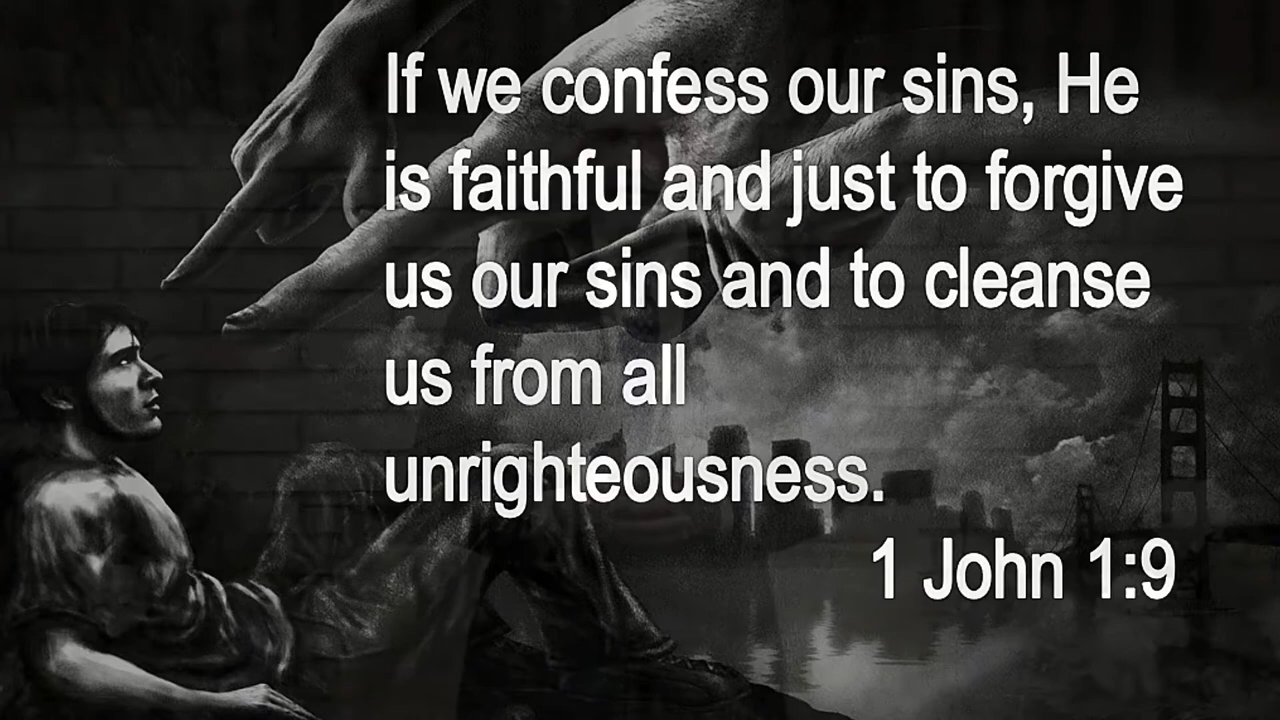 If we confess our sins, He
is faithful and just to forgive
us our sins and to cleanse
us from all
unrighteousness.
1 John 1:9